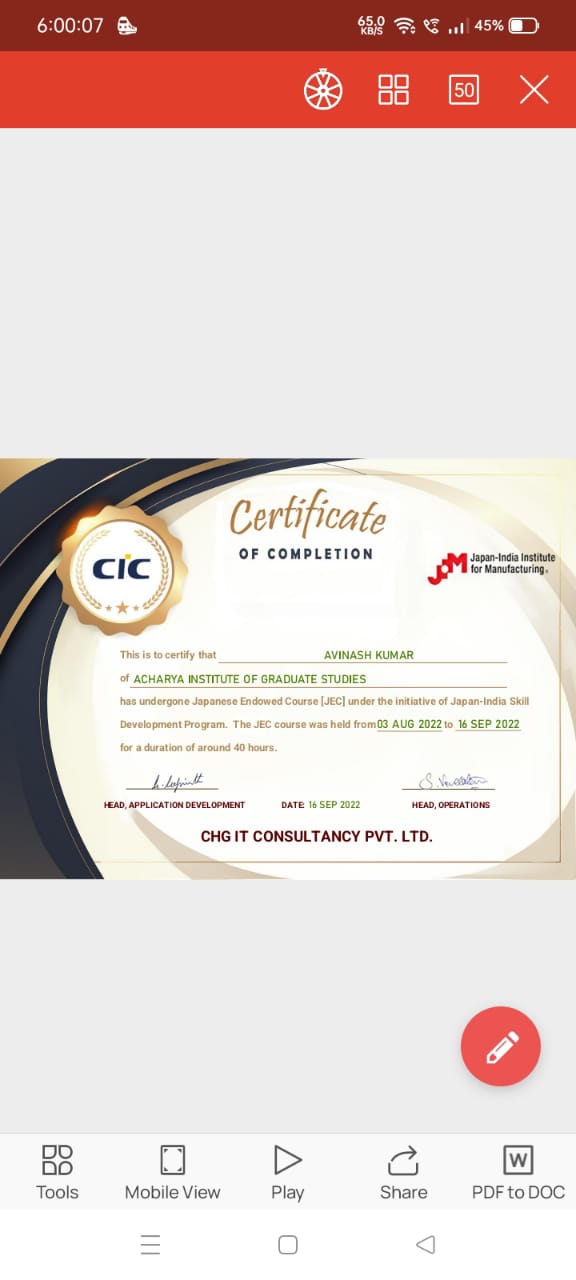 6:00:07
65.0
KB/S
45%
50
Certificate
OF COMPLETION
CIC
JIM Japan-India Institute
for Manufacturing.
This is to certify that AVINASH KUMAR
of ACHARYA INSTITUTE OF GRADUATE STUDIES
has undergone Japanese Endowed Course [JEC] under the initiative of Japan-India Skill
Development Program. The JEC course was held from 03 AUG 2022 to 16 SEP 2022
for a duration of around 40 hours.
HEAD, APPLICATION DEVELOPMENT DATE: 16 SEP 2022 HEAD, OPERATIONS
CHG IT CONSULTANCY PVT. LTD.
W
Tools Mobile View Play Share PDF to DOC